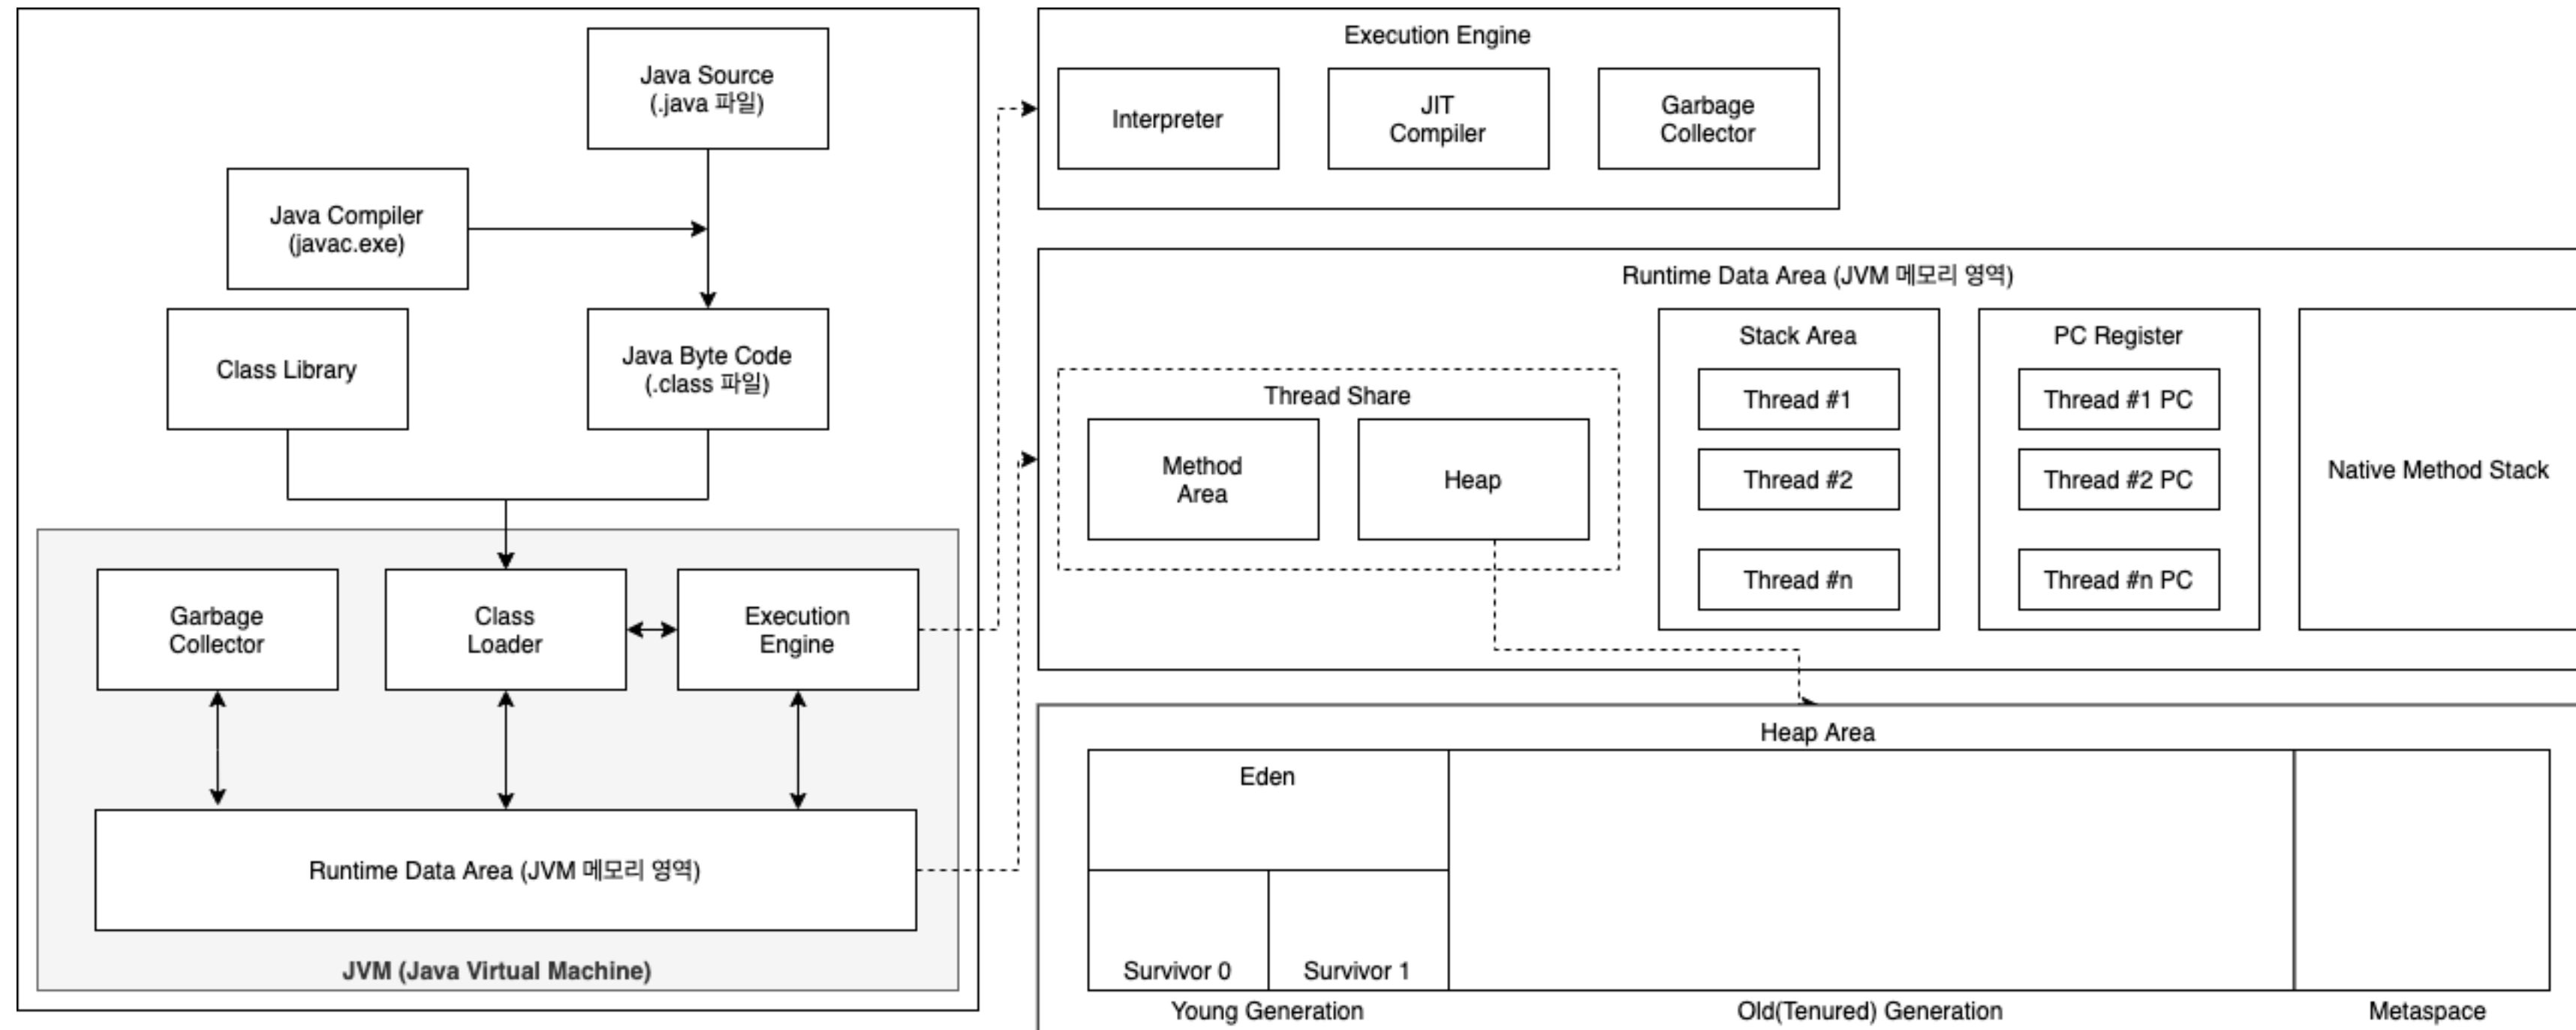 Java Source
(.java 파일)
Java Compiler
(javac.exe)
Class Library
Java Byte Code
(.class 파일)
Garbage
Collector
Class
Loader
Execution
Engine
Runtime Data Area (JVM 메모리 영역)
JVM (Java Virtual Machine)
Execution Engine
Interpreter
JIT
Compiler
Garbage
Collector
Runtime Data Area (JVM 메모리 영역)
Thread Share
Method
Area
Heap
Stack Area
Thread #1
Thread #2
Thread #n
PC Register
Thread #1 PC
Thread #2 PC
Thread #n PC
Native Method Stack
Heap Area
Eden
Survivor 0
Survivor 1
Young Generation
Old(Tenured) Generation
Metaspace